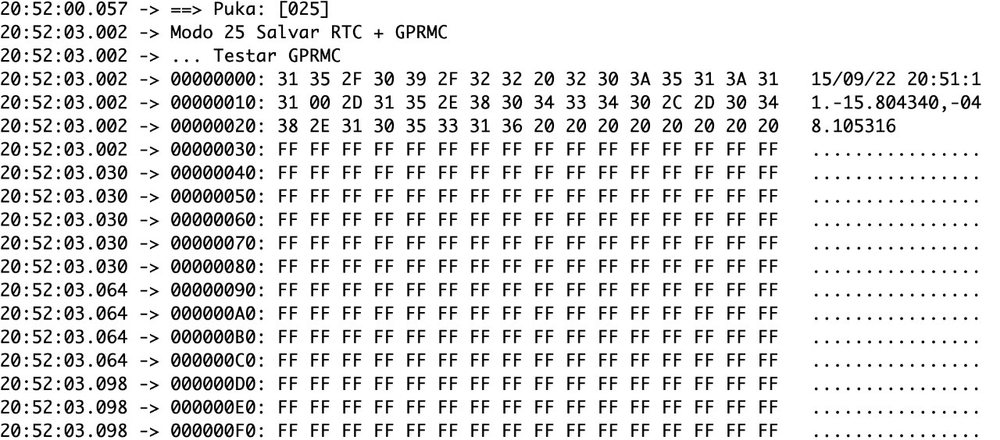 20:52:00.057 -> ==> Puka: [025]
20:52:03.002 -> Modo 25 Salvar RTC + GPRMC
20:52:03.002 -> ... Testar GPRMC
20:52:03.002 -> 00000000: 31 35 2F 30 39 2F 32 32 20 32 30 3A 35 31 3A 31   15/09/22 20:51:1
20:52:03.002 -> 00000010: 31 00 2D 31 35 2E 38 30 34 33 34 30 2C 2D 30 34   1.-15.804340,-04
20:52:03.002 -> 00000020: 38 2E 31 30 35 33 31 36 20 20 20 20 20 20 20 20   8.105316
20:52:03.002 -> 00000030: FF FF FF FF FF FF FF FF FF FF FF FF FF FF FF FF   ................
20:52:03.030 -> 00000040: FF FF FF FF FF FF FF FF FF FF FF FF FF FF FF FF   ................
20:52:03.030 -> 00000050: FF FF FF FF FF FF FF FF FF FF FF FF FF FF FF FF   ................
20:52:03.030 -> 00000060: FF FF FF FF FF FF FF FF FF FF FF FF FF FF FF FF   ................
20:52:03.030 -> 00000070: FF FF FF FF FF FF FF FF FF FF FF FF FF FF FF FF   ................
20:52:03.030 -> 00000080: FF FF FF FF FF FF FF FF FF FF FF FF FF FF FF FF   ................
20:52:03.064 -> 00000090: FF FF FF FF FF FF FF FF FF FF FF FF FF FF FF FF   ................
20:52:03.064 -> 000000A0: FF FF FF FF FF FF FF FF FF FF FF FF FF FF FF FF   ................
20:52:03.064 -> 000000B0: FF FF FF FF FF FF FF FF FF FF FF FF FF FF FF FF   ................
20:52:03.064 -> 000000C0: FF FF FF FF FF FF FF FF FF FF FF FF FF FF FF FF   ................
20:52:03.098 -> 000000D0: FF FF FF FF FF FF FF FF FF FF FF FF FF FF FF FF   ................
20:52:03.098 -> 000000E0: FF FF FF FF FF FF FF FF FF FF FF FF FF FF FF FF   ................
20:52:03.098 -> 000000F0: FF FF FF FF FF FF FF FF FF FF FF FF FF FF FF FF   ................